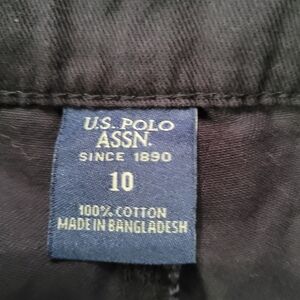 U.S. POLO
ASSN.
SINCE 1890
10
100% COTTON
MADE IN BANGLADESH